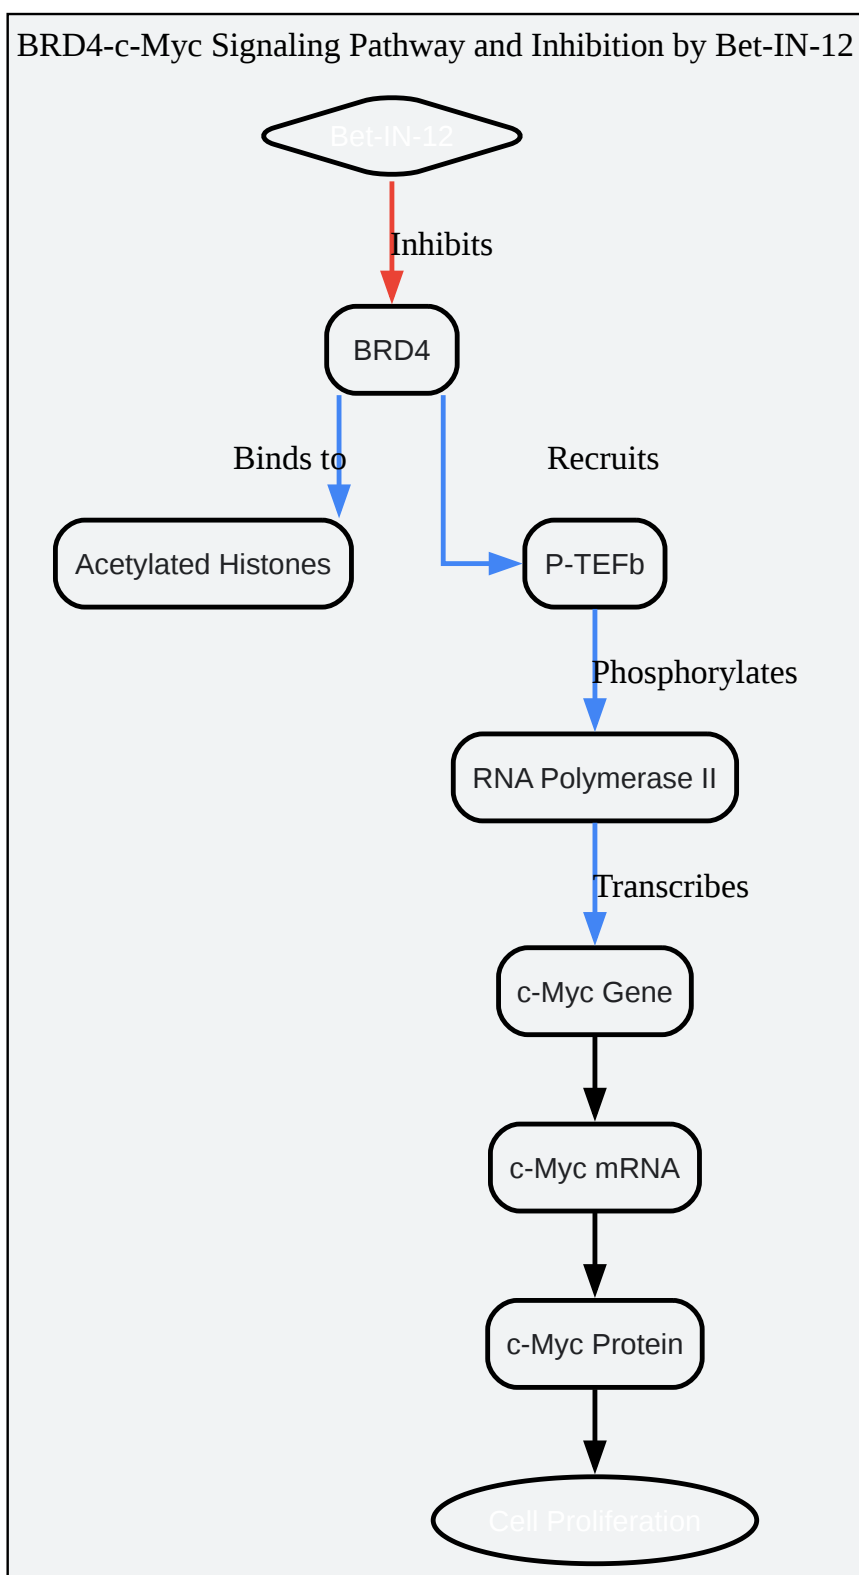 BRD4-c-Myc Signaling Pathway and Inhibition by Bet-IN-12
Bet-IN-12
Inhibits
BRD4
Binds to
Recruits
Acetylated Histones
P-TEFb
Phosphorylates
RNA Polymerase II
Transcribes
c-Myc Gene
c-Myc mRNA
c-Myc Protein
Cell Proliferation